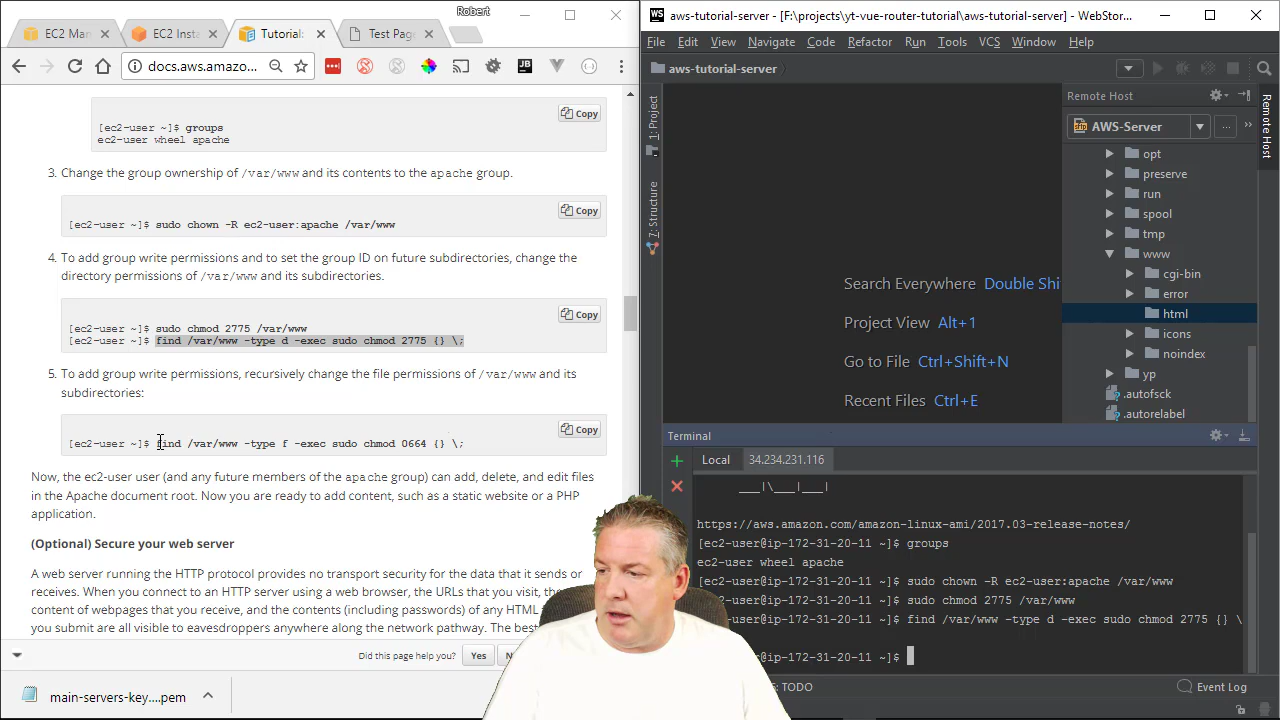 Robert
EC2 Man
EC2 Inst
Tutorial:
Test Page
docs.aws.amazo...
[ec2-user ~]$ groups
ec2-user wheel apache
Copy
3. Change the group ownership of /var/www and its contents to the apache group.
[ec2-user ~]$ sudo chown -R ec2-user:apache /var/www
Copy
4. To add group write permissions and to set the group ID on future subdirectories, change the
directory permissions of /var/www and its subdirectories.
[ec2-user ~]$ sudo chmod 2775 /var/www
[ec2-user ~]$ find /var/www -type d -exec sudo chmod 2775 {} \;
Copy
5. To add group write permissions, recursively change the file permissions of /var/www and its
subdirectories:
[ec2-user ~]$ find /var/www -type f -exec sudo chmod 0664 {} \;
Copy
Now, the ec2-user user (and any future members of the apache group) can add, delete, and edit files
in the Apache document root. Now you are ready to add content, such as a static website or a PHP
application.
(Optional) Secure your web server
A web server running the HTTP protocol provides no transport security for the data that it sends or
receives. When you connect to an HTTP server using a web browser, the URLs that you visit, the
content of webpages that you receive, and the contents (including passwords) of any HTML
you submit are all visible to eavesdroppers anywhere along the network pathway. The best
Did this page help you? Yes
main-servers-key....pem
WS aws-tutorial-server - [F:\projects\yt-vue-router-tutorial\aws-tutorial-server] - WebStor...
File Edit View Navigate Code Refactor Run Tools VCS Window Help
aws-tutorial-server
1: Project
7: Structure
Search Everywhere Double Shi
Project View Alt+1
Go to File Ctrl+Shift+N
Recent Files Ctrl+E
Remote Host
AWS-Server
opt
preserve
run
spool
tmp
www
cgi-bin
error
html
icons
noindex
yp
.autofsck
.autorelabel
Remote Host
Terminal
Local 34.234.231.116
___|\___|___|
https://aws.amazon.com/amazon-linux-ami/2017.03-release-notes/
[ec2-user@ip-172-31-20-11 ~]$ groups
ec2-user wheel apache
[ec2-user@ip-172-31-20-11 ~]$ sudo chown -R ec2-user:apache /var/www
[ec2-user@ip-172-31-20-11 ~]$ sudo chmod 2775 /var/www
[ec2-user@ip-172-31-20-11 ~]$ find /var/www -type d -exec sudo chmod 2775 {} \
@ip-172-31-20-11 ~]$
: TODO
Event Log